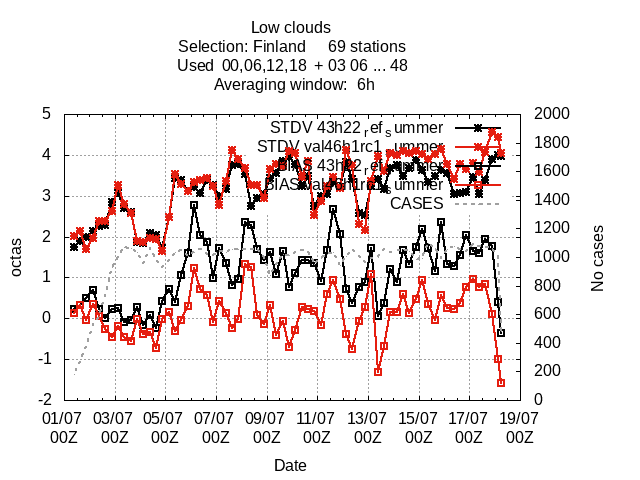 Low clouds
Selection: Finland 69 stations
Used 00,06,12,18 + 03 06 ... 48
Averaging window: 6h
STDV 43h22_ref_summer
STDV val46h1rc1_summer
BIAS 43h22_ref_summer
BIAS val46h1rc1_summer
CASES
octas
No cases
5
4
3
2
1
0
-1
-2
2000
1800
1600
1400
1200
1000
800
600
400
200
0
01/07 03/07 05/07 07/07 09/07 11/07 13/07 15/07 17/07 19/07
00Z 00Z 00Z 00Z 00Z 00Z 00Z 00Z 00Z 00Z
Date